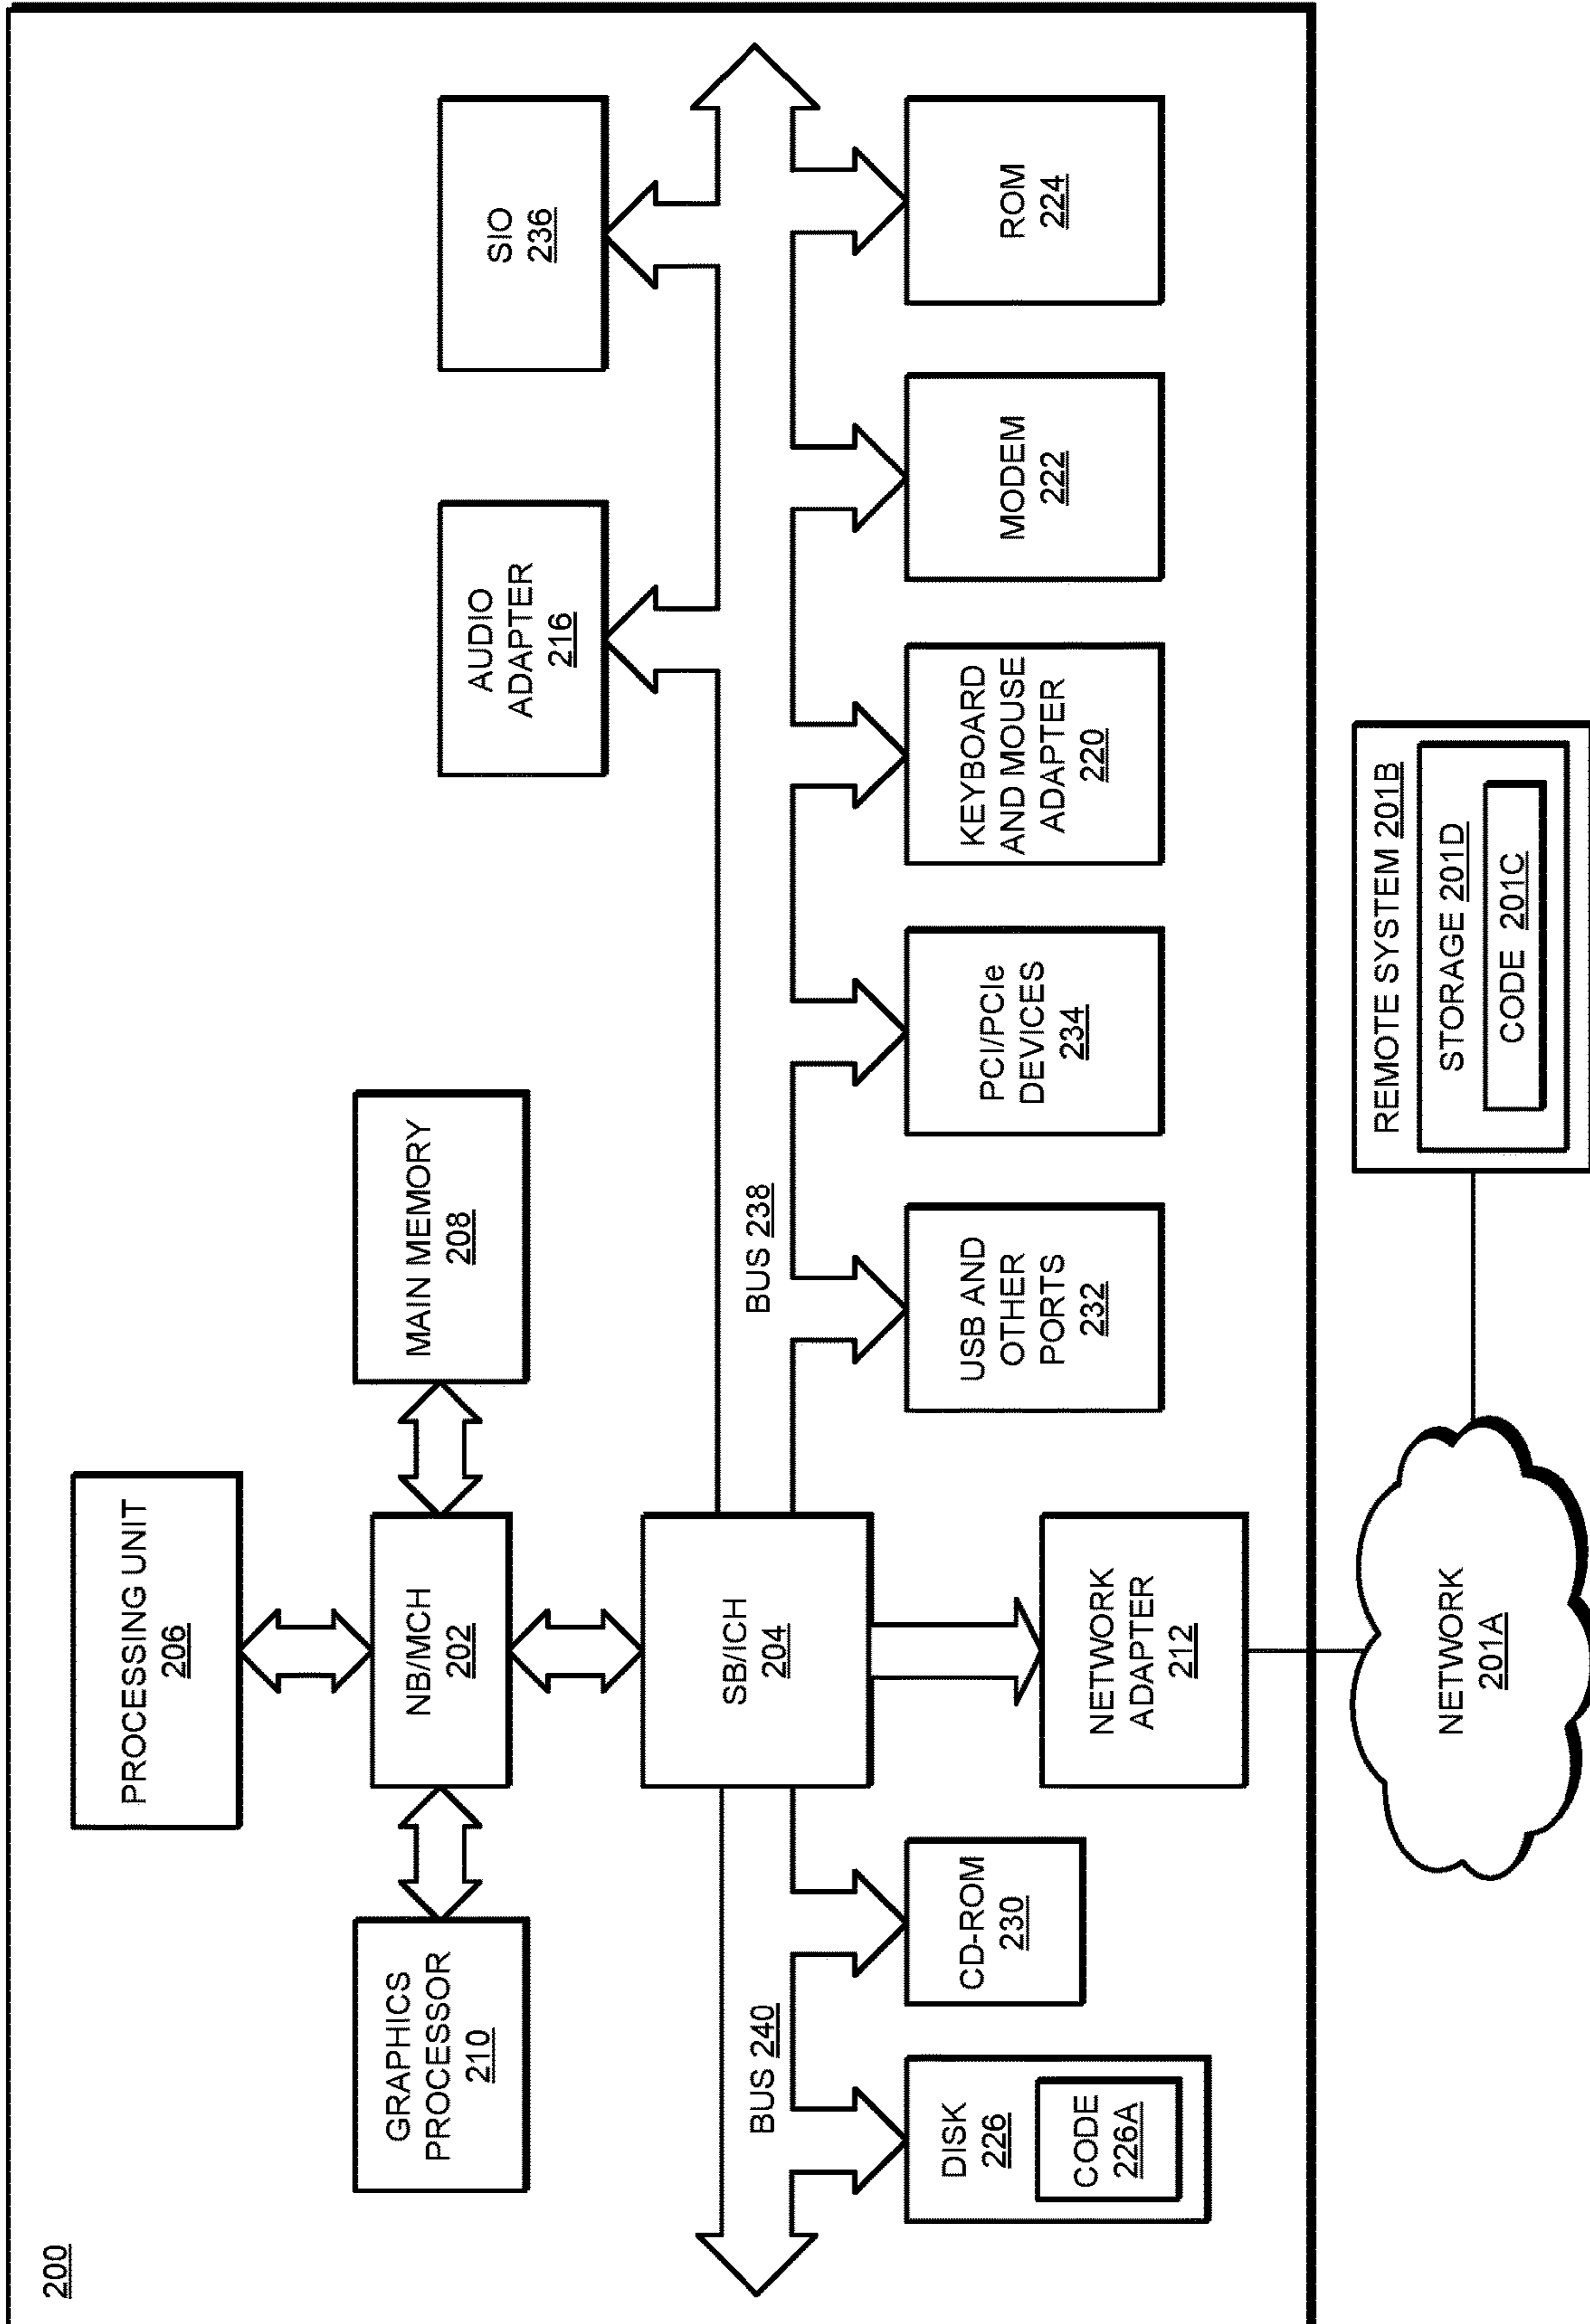 200
PROCESSING UNIT
206
GRAPHICS
PROCESSOR
210
NB/MCH
202
MAIN MEMORY
208
AUDIO
ADAPTER
216
SIO
236
SB/ICH
204
BUS 240
BUS 238
DISK
226
CODE
226A
CD-ROM
230
NETWORK
ADAPTER
212
USB AND
OTHER
PORTS
232
PCI/PCIe
DEVICES
234
KEYBOARD
AND MOUSE
ADAPTER
220
MODEM
222
ROM
224
NETWORK
201A
REMOTE SYSTEM 201B
STORAGE 201D
CODE 201C